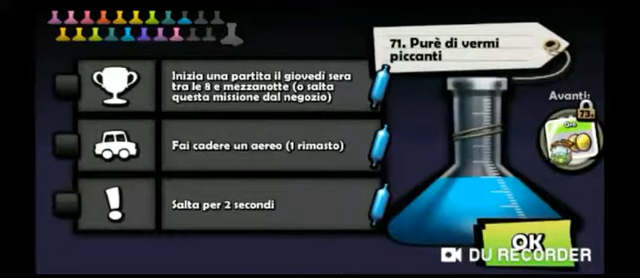 71. Purè di vermi
piccanti
Inizia una partita il giovedì sera
tra le 8 e mezzanotte (o salta
questa missione dal negozio)
Avanti:
73.
Fai cadere un aereo (1 rimasto)
Salta per 2 secondi
OK
DU RECORDER